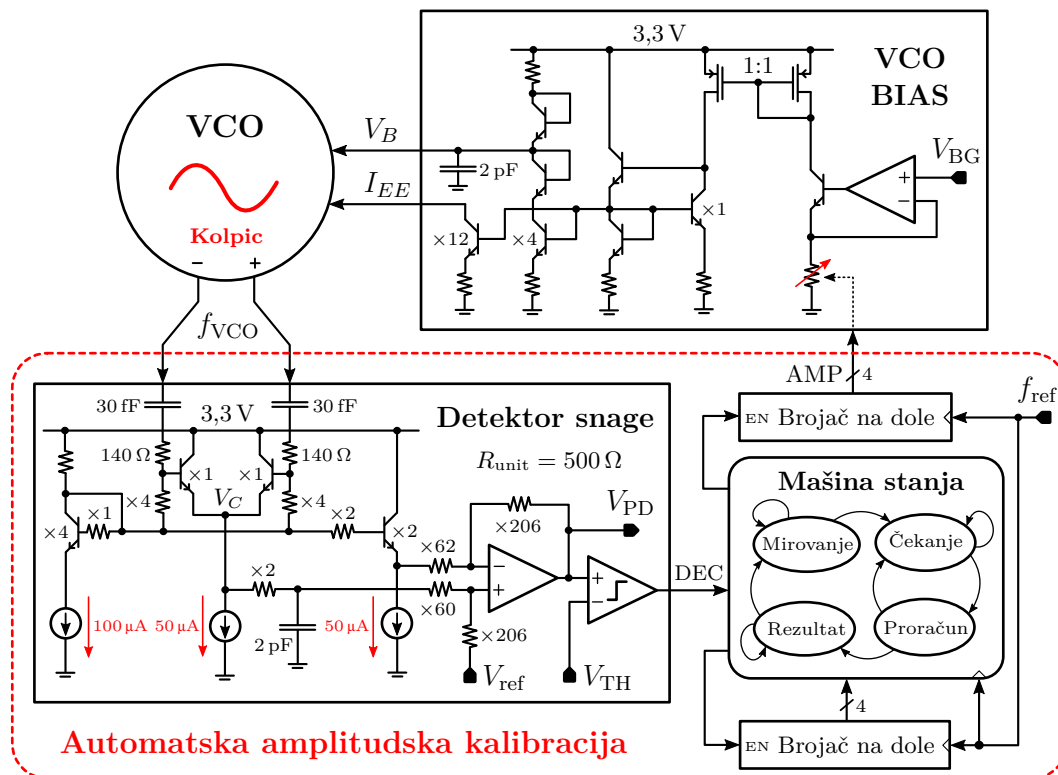 3,3 V
VCO
BIAS
1:1
VCO
Kolpic
−
+
V_B
I_EE
2 pF
×12
×4
×1
V_BG
+
−
f_VCO
AMP
4
f_ref
30 fF
3,3 V
30 fF
Detektor snage
EN Brojač na dole
140 Ω
×1
×1
140 Ω
R_unit = 500 Ω
×4
V_C
×4
×4
×1
×2
×2
×206
V_PD
Mašina stanja
Mirovanje
Čekanje
Rezultat
Proračun
×62
×2
×60
−
+
+
−
DEC
100 µA
50 µA
2 pF
50 µA
×206
V_ref
V_TH
4
EN Brojač na dole
Automatska amplitudska kalibracija